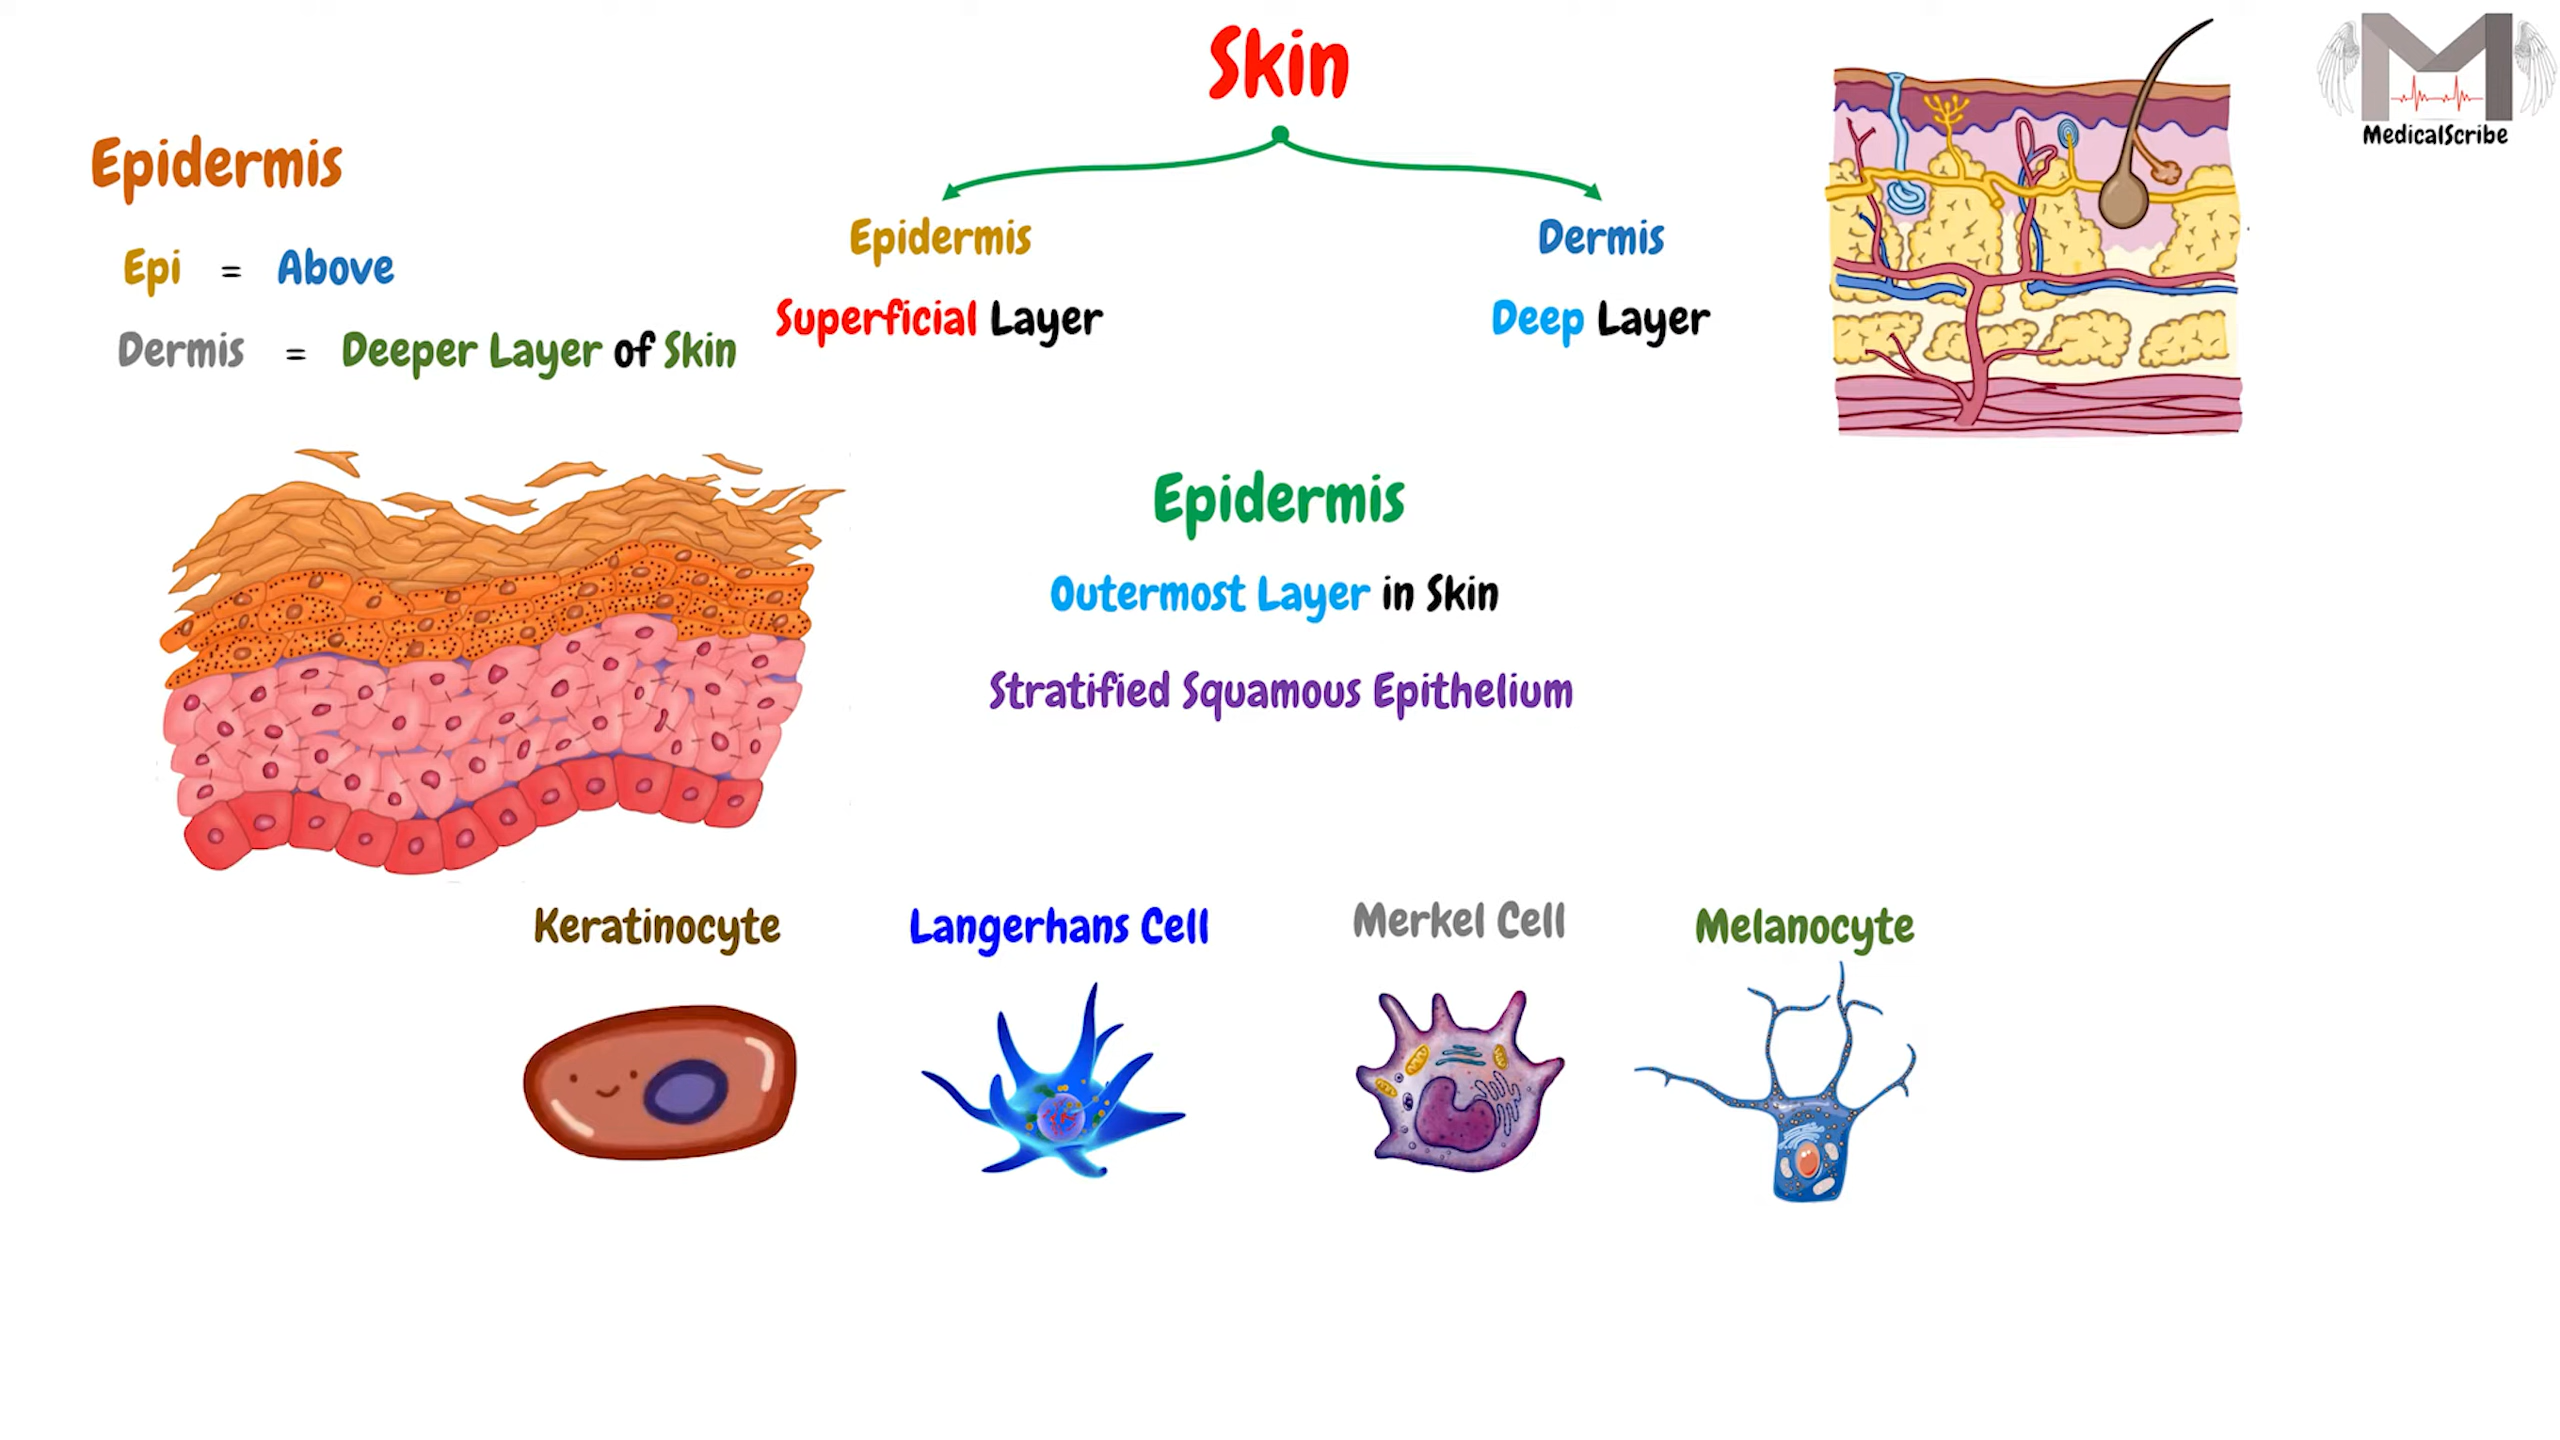 Skin
MedicalScribe
Epidermis
Epi = Above
Dermis = Deeper Layer of Skin
Epidermis
Superficial Layer
Dermis
Deep Layer
Epidermis
Outermost Layer in Skin
Stratified Squamous Epithelium
Keratinocyte
Langerhans Cell
Merkel Cell
Melanocyte